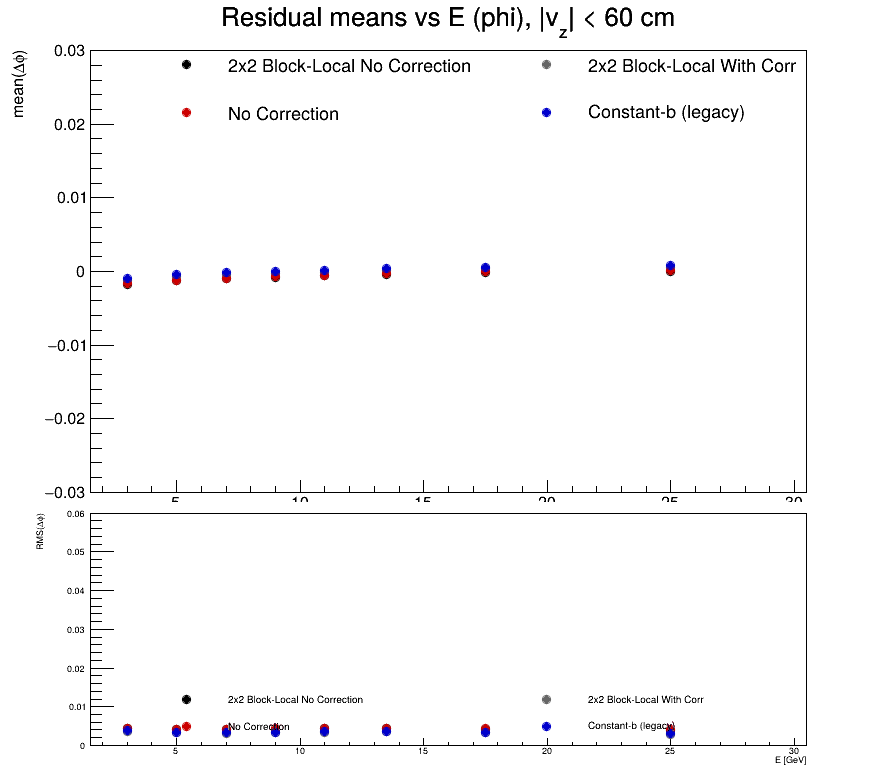 Residual means vs E (phi), |v_z| < 60 cm
mean(Δϕ)
0.03
0.02
0.01
0
−0.01
−0.02
−0.03
2x2 Block-Local No Correction
2x2 Block-Local With Corr
No Correction
Constant-b (legacy)
5 10 15 20 25 30
RMS(Δϕ)
0.06
0.05
0.04
0.03
0.02
0.01
0
2x2 Block-Local No Correction
2x2 Block-Local With Corr
No Correction
Constant-b (legacy)
5 10 15 20 25 30
E [GeV]